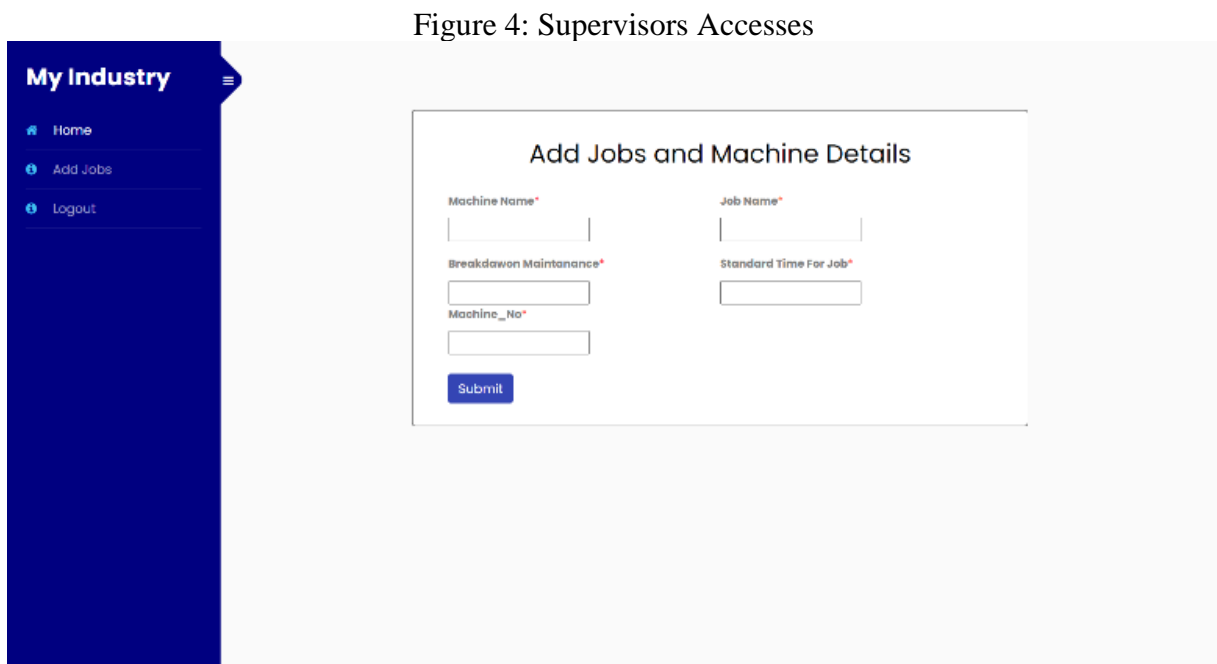 Figure 4: Supervisors Accesses
My Industry
Home
Add Jobs
Logout
Add Jobs and Machine Details
Machine Name*
Job Name*
Breakdawon Maintanance*
Standard Time For Job*
Machine_No*
Submit